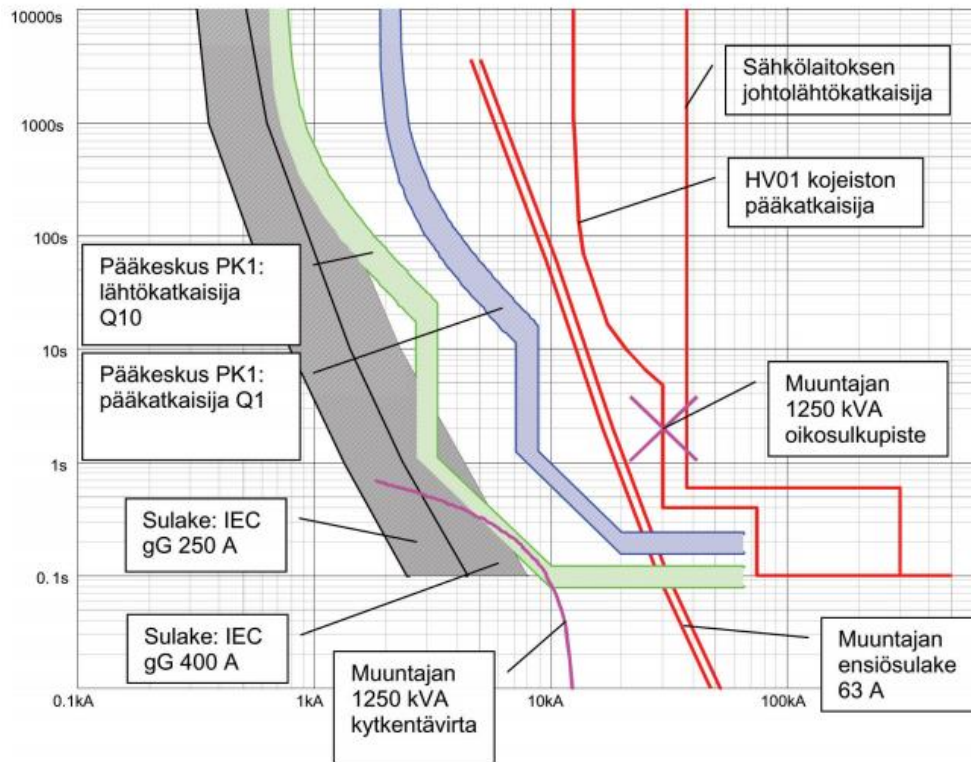 10000s
1000s
100s
10s
1s
0.1s
0.1kA
1kA
10kA
100kA
Sähkölaitoksen
johtolähtökatkaisija
HV01 kojeiston
pääkatkaisija
Pääkeskus PK1:
lähtökatkaisija
Q10
Pääkeskus PK1:
pääkatkaisija Q1
Muuntajan
1250 kVA
oikosulkupiste
Sulake: IEC
gG 250 A
Sulake: IEC
gG 400 A
Muuntajan
1250 kVA
kytkentävirta
Muuntajan
ensiösulake
63 A